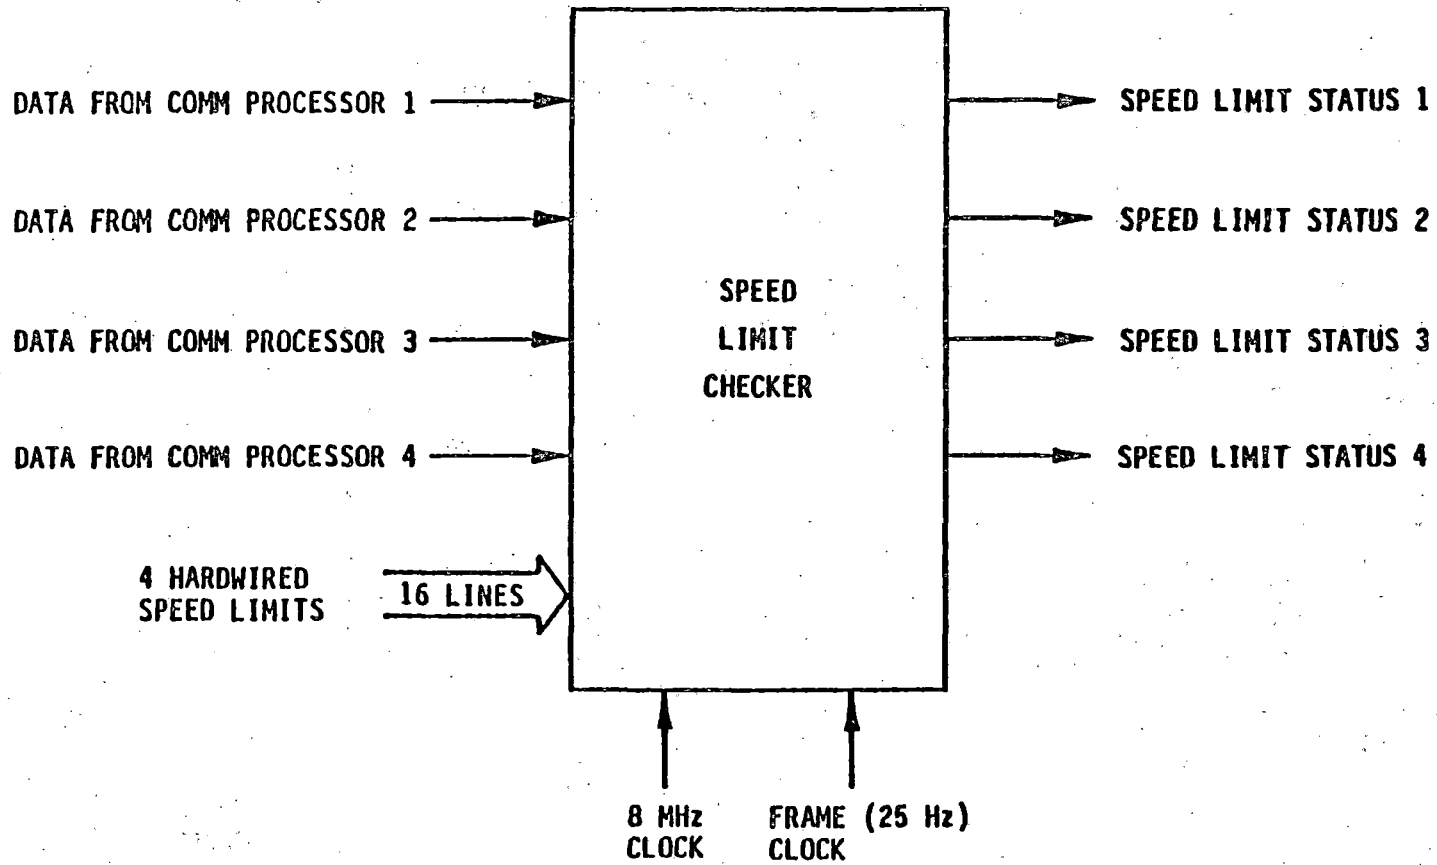 DATA FROM COMM PROCESSOR 1
SPEED LIMIT STATUS 1
DATA FROM COMM PROCESSOR 2
SPEED LIMIT STATUS 2
SPEED
LIMIT
CHECKER
DATA FROM COMM PROCESSOR 3
SPEED LIMIT STATUS 3
DATA FROM COMM PROCESSOR 4
SPEED LIMIT STATUS 4
4 HARDWIRED
SPEED LIMITS
16 LINES
8 MHz
CLOCK
FRAME (25 Hz)
CLOCK